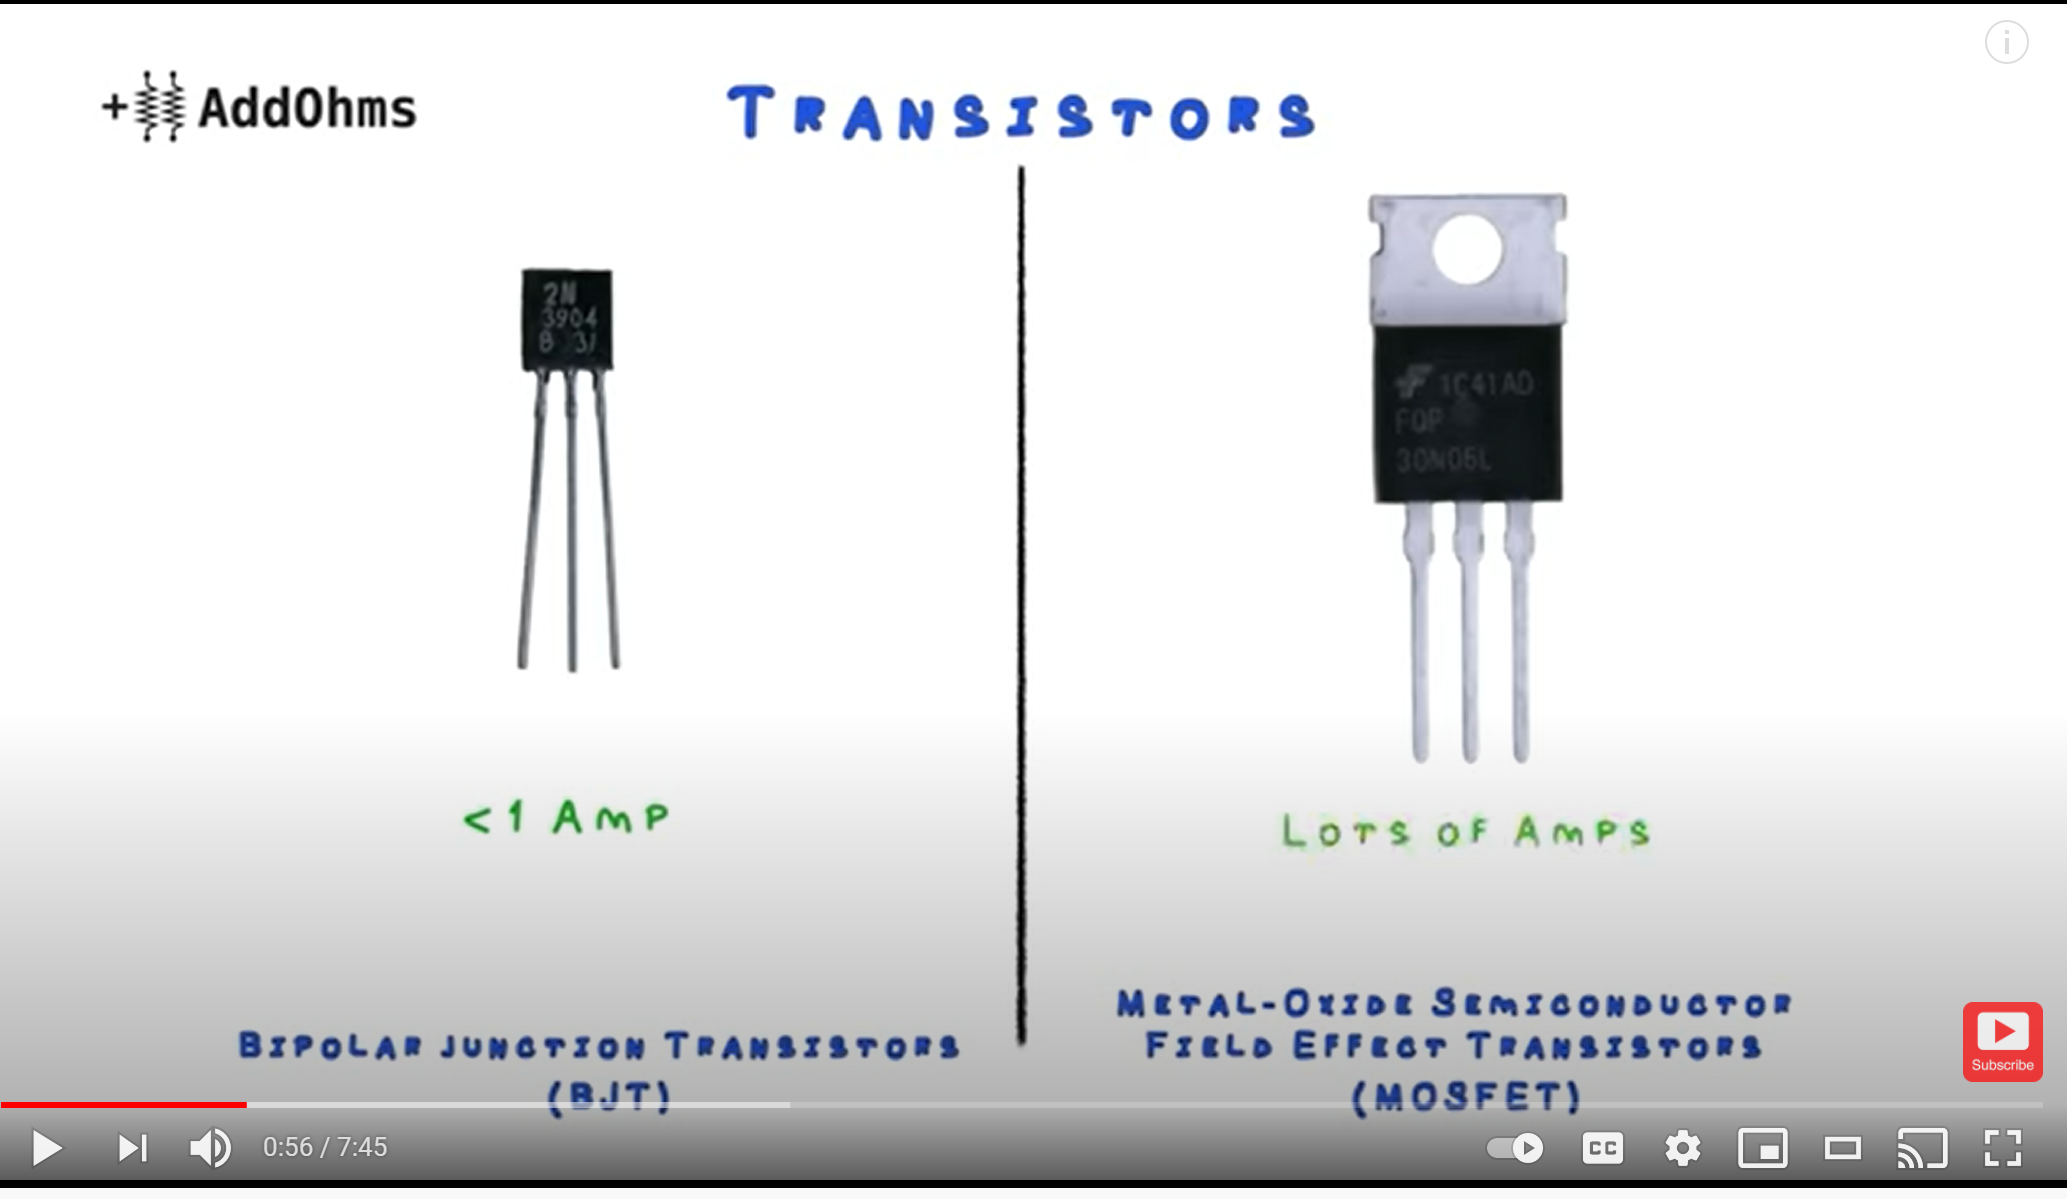 + AddOhms
TRANSISTORS
2N
3904
B 31
1C41AD
FQP
30N06L
<1 AMP
LOTS OF AMPS
BIPOLAR JUNCTION TRANSISTORS
(BJT)
METAL-OXIDE SEMICONDUCTOR
FIELD EFFECT TRANSISTORS
(MOSFET)
Subscribe
0:56 / 7:45
CC